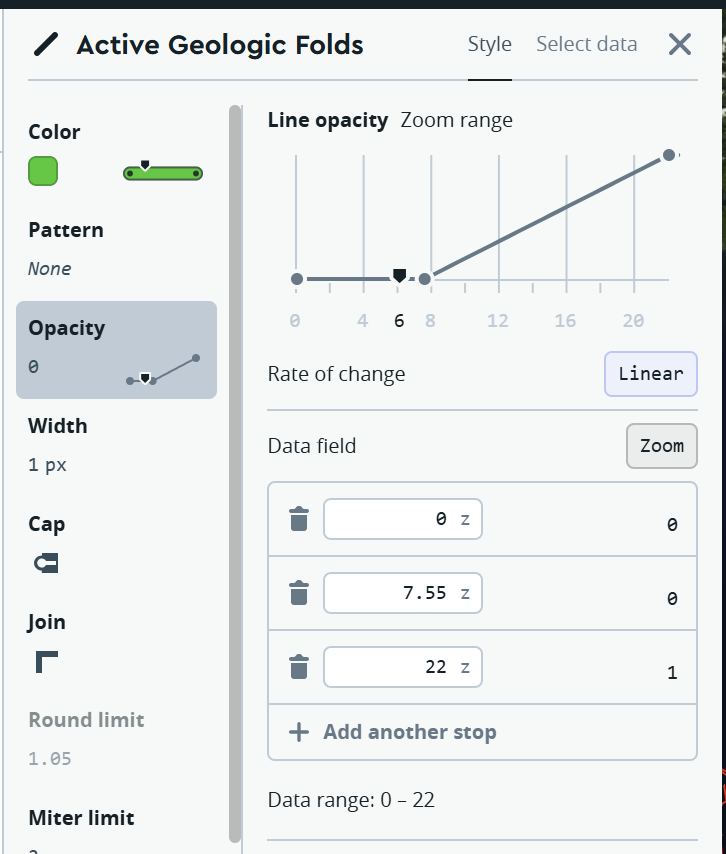 Active Geologic Folds Style Select data
Color
Pattern
None
Opacity
0
Width
1 px
Cap
Join
Round limit
1.05
Miter limit
Line opacity Zoom range
0 4 6 8 12 16 20
Rate of change Linear
Data field Zoom
0 z 0
7.55 z 0
22 z 1
Add another stop
Data range: 0 – 22